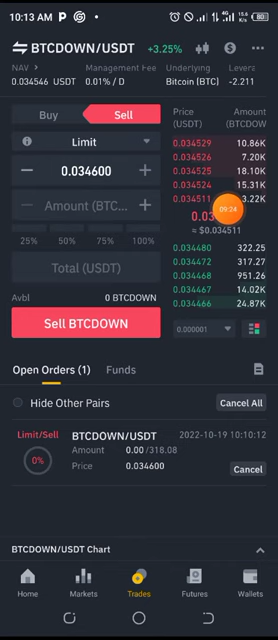 10:13 AM P
BTCDOWN/USDT +3.25%
NAV > Management Fee Underlying Levera
0.034546 USDT 0.01% / D Bitcoin (BTC) -2.211
Buy Sell
Limit
0.034600
Amount (BTC...
25% 50% 75% 100%
Total (USDT)
Avbl 0 BTCDOWN
Sell BTCDOWN
Price Amount
(USDT) (BTCDOW
0.034529 10.86K
0.034526 7.20K
0.034525 18.10K
0.034524 15.31K
0.034511 3.22K
0.03
09:24
≈ $0.034511
0.034480 322.25
0.034472 317.27
0.034468 951.26
0.034467 14.02K
0.034466 24.87K
0.000001
Open Orders (1) Funds
Hide Other Pairs Cancel All
Limit/Sell BTCDOWN/USDT 2022-10-19 10:10:12
0% Amount 0.00/318.08
Price 0.034600 Cancel
BTCDOWN/USDT Chart
Home Markets Trades Futures Wallets